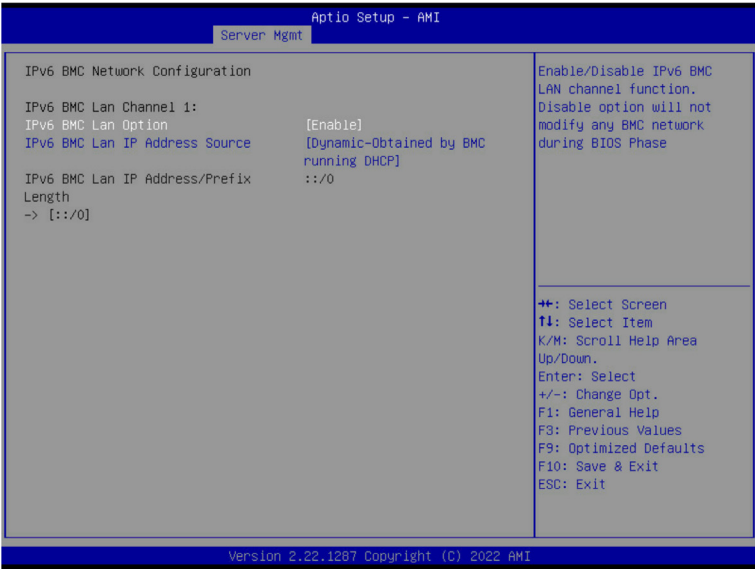 Aptio Setup – AMI
Server Mgmt
IPv6 BMC Network Configuration
IPv6 BMC Lan Channel 1:
IPv6 BMC Lan Option [Enable]
IPv6 BMC Lan IP Address Source [Dynamic-Obtained by BMC
running DHCP]
IPv6 BMC Lan IP Address/Prefix ::/0
Length
-> [::/0]
Enable/Disable IPv6 BMC
LAN channel function.
Disable option will not
modify any BMC network
during BIOS Phase
→←: Select Screen
↑↓: Select Item
K/M: Scroll Help Area
Up/Down.
Enter: Select
+/-: Change Opt.
F1: General Help
F3: Previous Values
F9: Optimized Defaults
F10: Save & Exit
ESC: Exit
Version 2.22.1287 Copyright (C) 2022 AMI